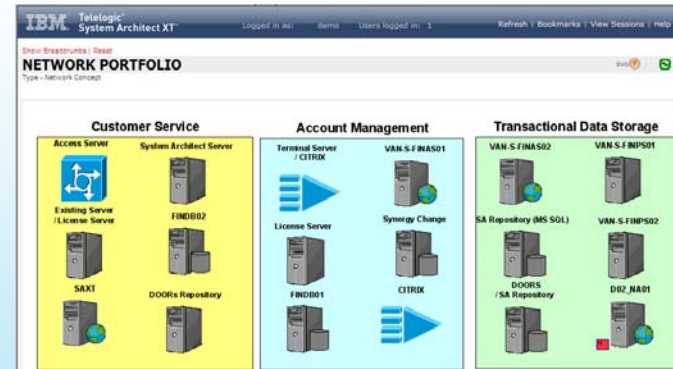 IBM. Telelogic
System Architect XT
Logged in as: demo Users logged in: 1
Refresh | Bookmarks | View Sessions | Help
Show Breadcrumbs | Reset
NETWORK PORTFOLIO
Type - Network Concept
SVG
Customer Service
Account Management
Transactional Data Storage
Access Server
System Architect Server
Existing Server
/ License Server
FINDB02
SAXT
DOORs Repository
Terminal Server
/ CITRIX
VAN-S-FINAS01
License Server
Synergy Change
FINDB01
CITRIX
VAN-S-FINAS02
VAN-S-FINPS01
SA Repository (MS SQL)
VAN-S-FINPS02
DOORS
/ SA Repository
D02_NA01